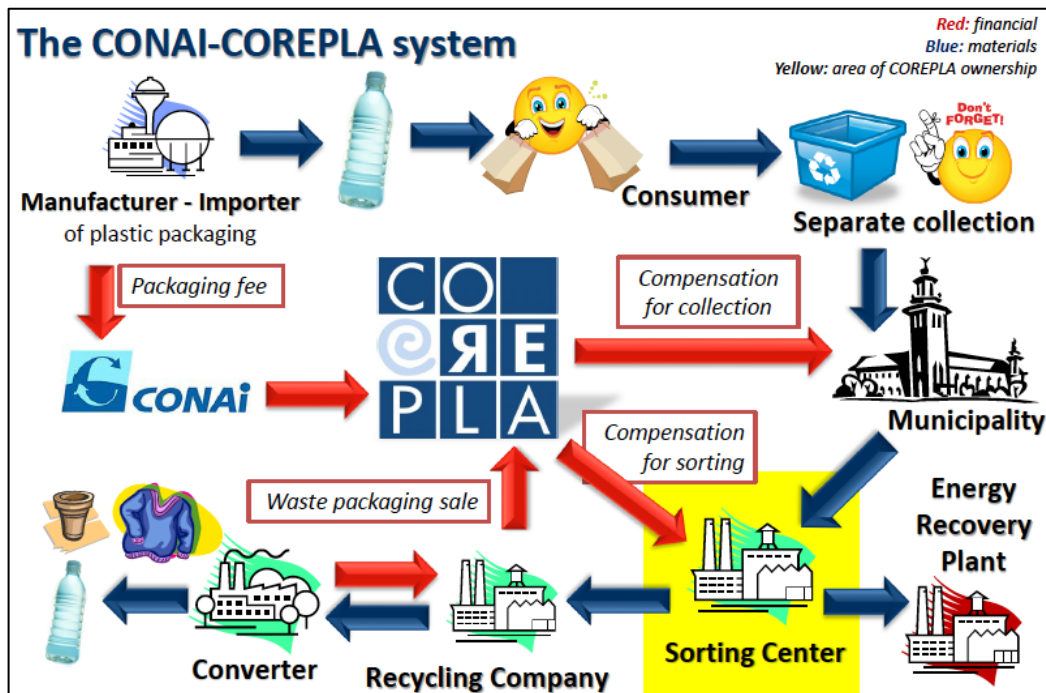 The CONAI-COREPLA system
Red: financial
Blue: materials
Yellow: area of COREPLA ownership
Don't
FORGET!
Manufacturer - Importer
of plastic packaging
Consumer
Separate collection
Packaging fee
CO
Compensation
for collection
RE
CONAi
PLA
Municipality
Compensation
for sorting
Waste packaging sale
Energy
Recovery
Plant
Converter
Recycling Company
Sorting Center